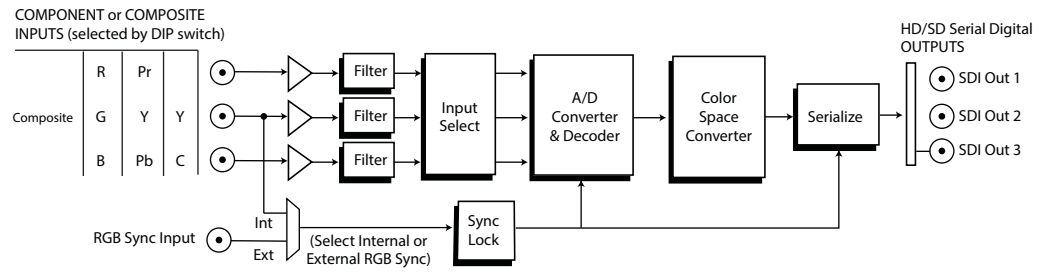 COMPONENT or COMPOSITE
INPUTS (selected by DIP switch)
HD/SD Serial Digital
OUTPUTS
R Pr
Composite G Y Y
B Pb C
Filter
Filter
Filter
Input
Select
A/D
Converter
& Decoder
Color
Space
Converter
Serialize
SDI Out 1
SDI Out 2
SDI Out 3
Int
RGB Sync Input
Ext
(Select Internal or
External RGB Sync)
Sync
Lock